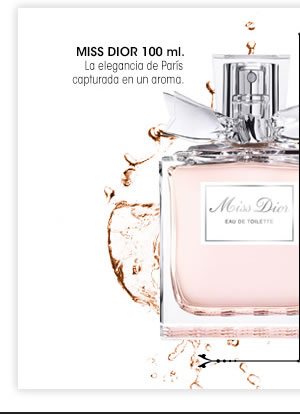 MISS DIOR 100 ml.
La elegancia de París
capturada en un aroma.
Miss Dior
EAU DE TOILETTE